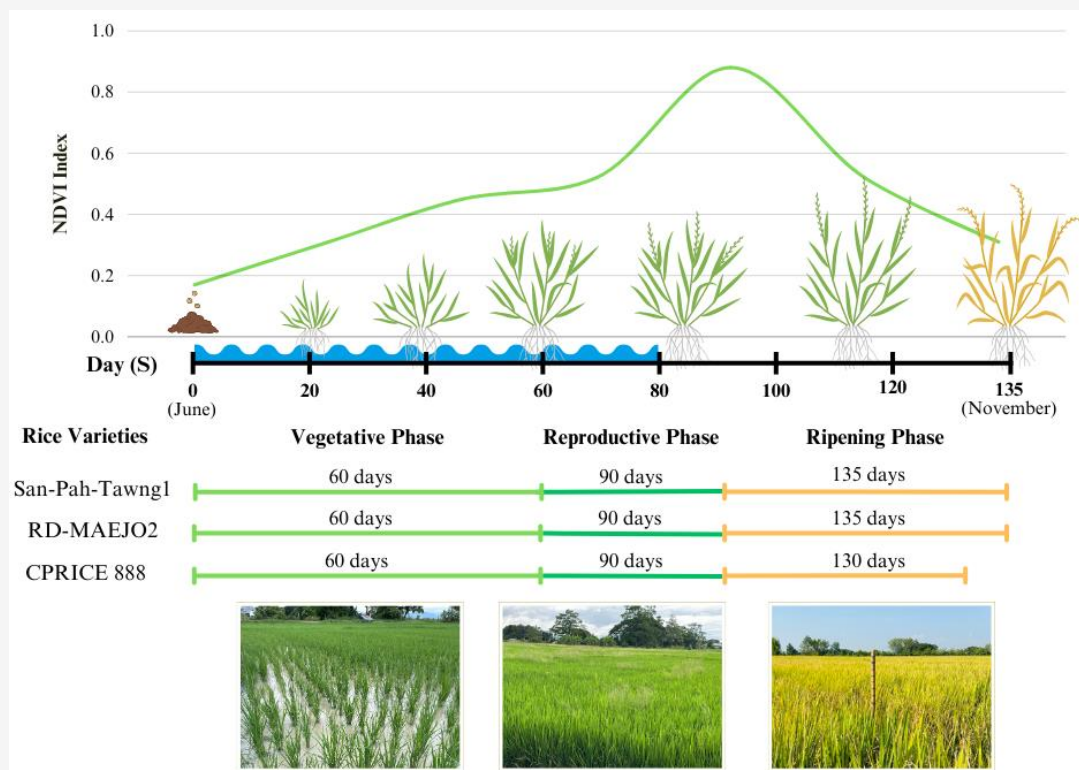 1.0
0.8
0.6
0.4
0.2
0.0
NDVI Index
Day (S)
0 20 40 60 80 100 120 135
(June) (November)
Rice Varieties Vegetative Phase Reproductive Phase Ripening Phase
San-Pah-Tawng1 60 days 90 days 135 days
RD-MAEJO2 60 days 90 days 135 days
CPRICE 888 60 days 90 days 130 days